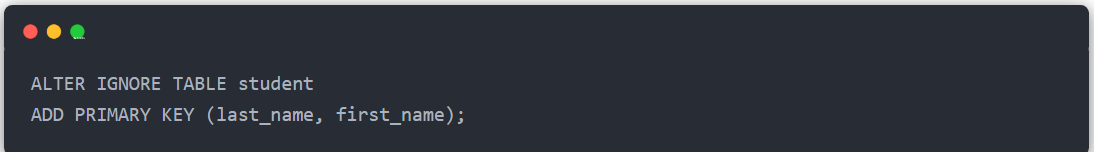 ALTER IGNORE TABLE student
ADD PRIMARY KEY (last_name, first_name);